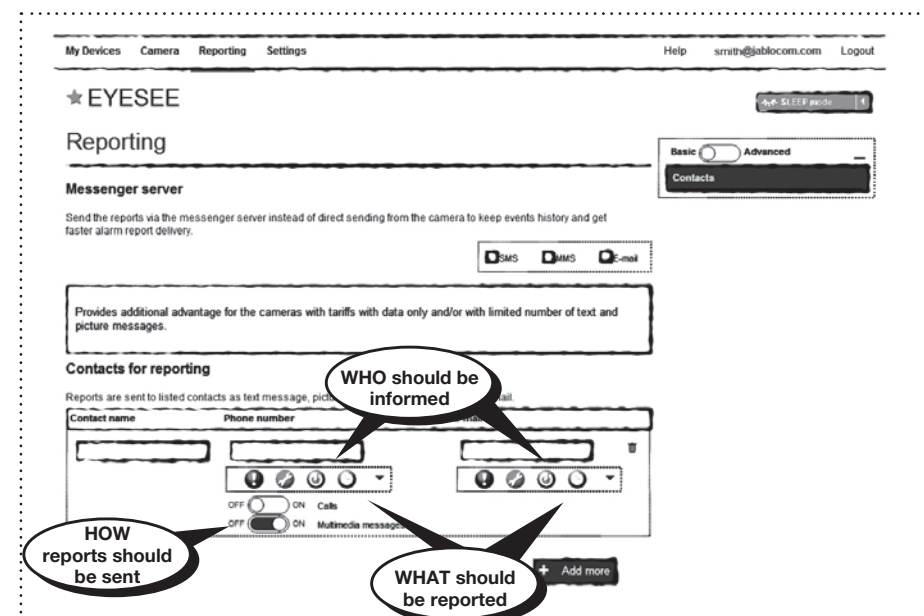 My Devices Camera Reporting Settings Help smith@jablocom.com Logout
EYESEE
SLEEP mode
Reporting
Basic Advanced
Contacts
Messenger server
Send the reports via the messenger server instead of direct sending from the camera to keep events history and get
faster alarm report delivery.
SMS MMS E-mail
Provides additional advantage for the cameras with tariffs with data only and/or with limited number of text and
picture messages.
Contacts for reporting
WHO should be
informed
Reports are sent to listed contacts as text message,
Contact name Phone number
OFF ON Calls
OFF ON Multimedia messages
HOW
reports should
be sent
WHAT should
be reported
+ Add more